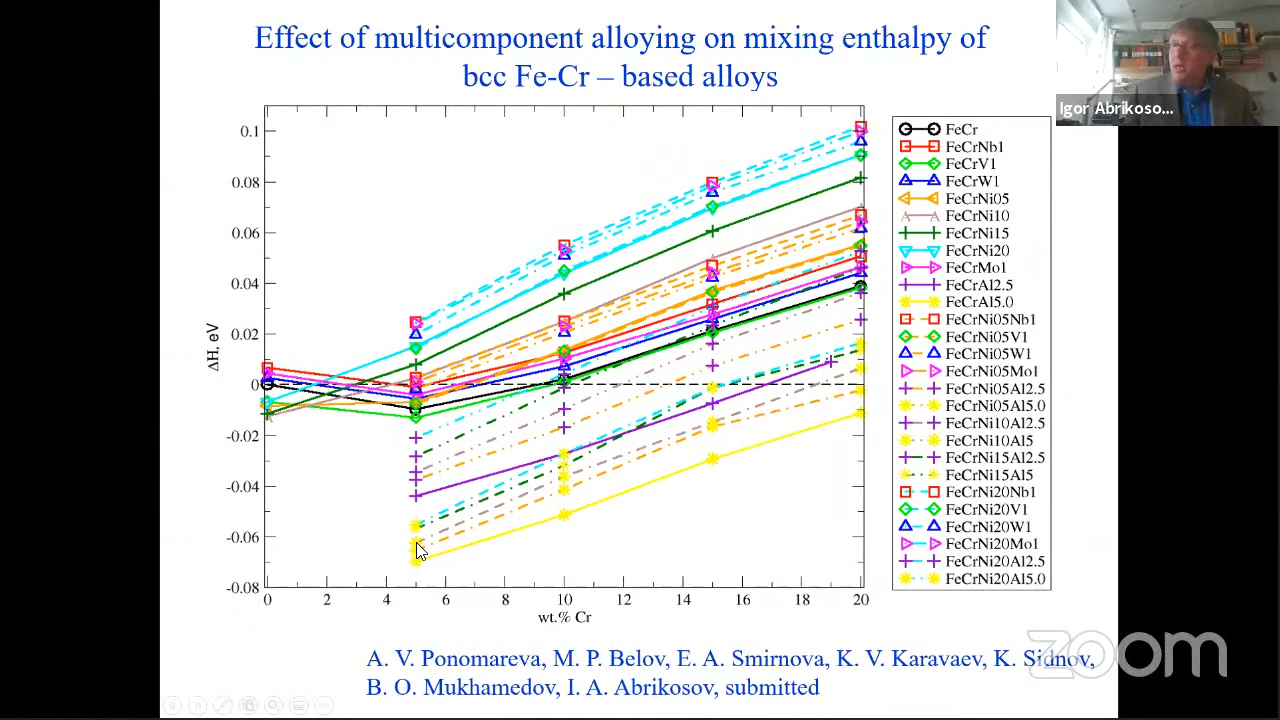 Effect of multicomponent alloying on mixing enthalpy of
bcc Fe-Cr – based alloys
Igor Abrikoso...
0.1
0.08
0.06
0.04
0.02
0
-0.02
-0.04
-0.06
-0.08
ΔH, eV
0 2 4 6 8 10 12 14 16 18 20
wt.% Cr
FeCr
FeCrNb1
FeCrV1
FeCrW1
FeCrNi05
FeCrNi10
FeCrNi15
FeCrNi20
FeCrMo1
FeCrAl2.5
FeCrAl5.0
FeCrNi05Nb1
FeCrNi05V1
FeCrNi05W1
FeCrNi05Mo1
FeCrNi05Al2.5
FeCrNi05Al5.0
FeCrNi10Al2.5
FeCrNi10Al5
FeCrNi15Al2.5
FeCrNi15Al5
FeCrNi20Nb1
FeCrNi20V1
FeCrNi20W1
FeCrNi20Mo1
FeCrNi20Al2.5
FeCrNi20Al5.0
A. V. Ponomareva, M. P. Belov, E. A. Smirnova, K. V. Karavaev, K. Sidnov,
B. O. Mukhamedov, I. A. Abrikosov, submitted
zoom